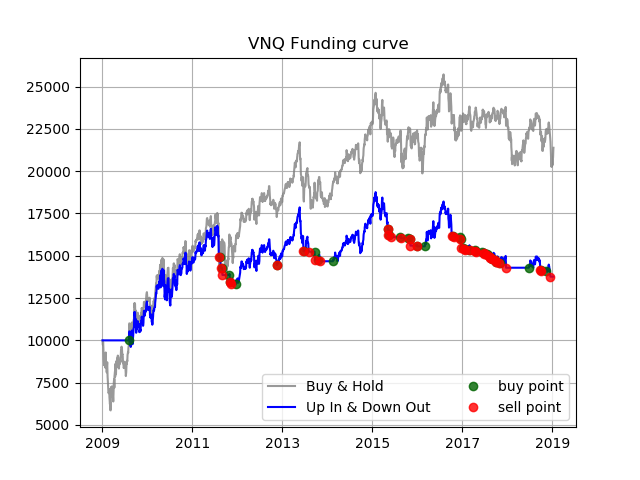 VNQ Funding curve
25000
22500
20000
17500
15000
12500
10000
7500
5000
Buy & Hold
Up In & Down Out
buy point
sell point
2009 2011 2013 2015 2017 2019